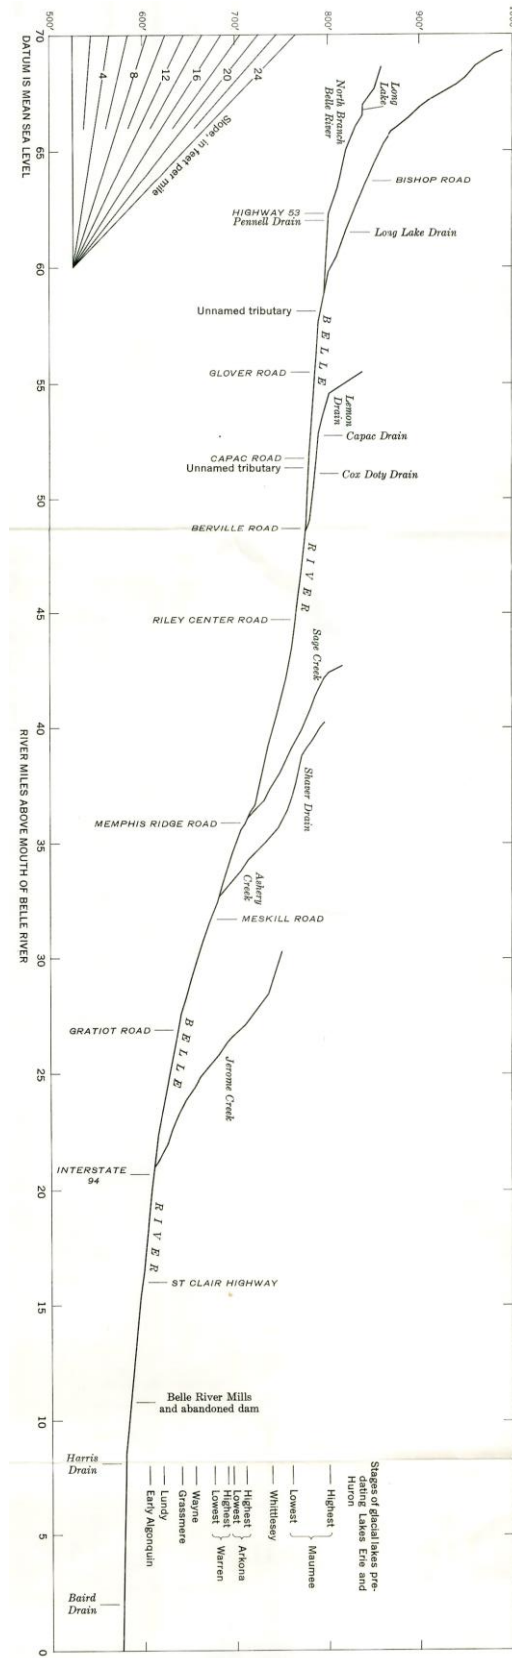 500'
600'
700'
800'
900'
1000
70
65
60
55
50
45
40
35
30
25
20
15
10
5
0
DATUM IS MEAN SEA LEVEL
RIVER MILES ABOVE MOUTH OF BELLE RIVER
4
8
12
16
20
24
Slope, in feet per mile
North Branch
Belle River
Long
Lake
BISHOP ROAD
HIGHWAY 53
Pennell Drain
Long Lake Drain
Unnamed tributary
BELLE
GLOVER ROAD
Lemon
Drain
Capac Drain
CAPAC ROAD
Unnamed tributary
Cox Doty Drain
BERVILLE ROAD
RIVER
RILEY CENTER ROAD
Sage Creek
Shaver Drain
MEMPHIS RIDGE ROAD
Ashery
Creek
MESKILL ROAD
GRATIOT ROAD
BELLE
Jerome Creek
INTERSTATE
94
RIVER
ST CLAIR HIGHWAY
Belle River Mills
and abandoned dam
Harris
Drain
Stages of glacial lakes pre-
dating Lakes Erie and
Huron
Highest
Lowest
Maumee
Whittlesey
Highest
Lowest
Arkona
Highest
Lowest
Warren
Wayne
Grassmere
Lundy
Early Algonquin
Baird
Drain